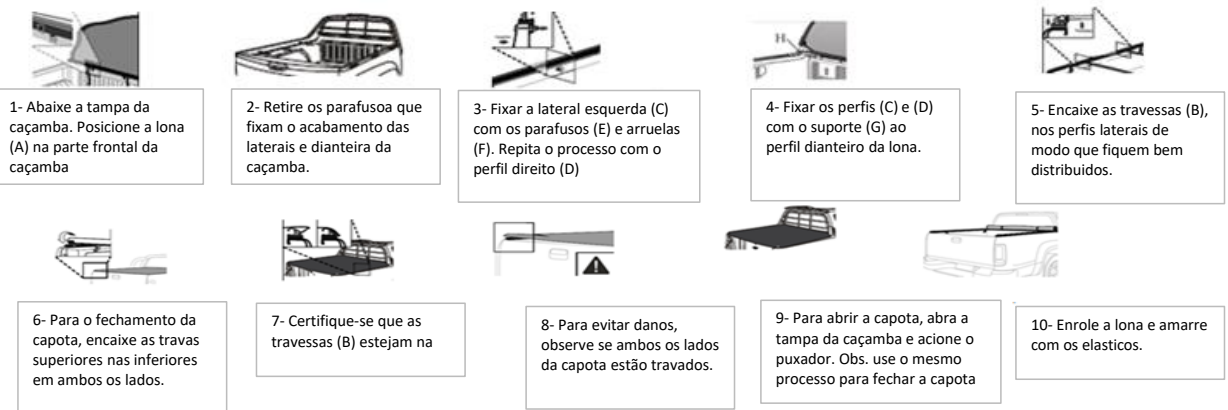 H
1- Abaixe a tampa da
caçamba. Posicione a lona
(A) na parte frontal da
caçamba
2- Retire os parafusoa que
fixam o acabamento das
laterais e dianteira da
caçamba.
3- Fixar a lateral esquerda (C)
com os parafusos (E) e arruelas
(F). Repita o processo com o
perfil direito (D)
4- Fixar os perfis (C) e (D)
com o suporte (G) ao
perfil dianteiro da lona.
5- Encaixe as travessas (B),
nos perfis laterais de
modo que fiquem bem
distribuidos.
6- Para o fechamento da
capota, encaixe as travas
superiores nas inferiores
em ambos os lados.
7- Certifique-se que as
travessas (B) estejam na
8- Para evitar danos,
observe se ambos os lados
da capota estão travados.
9- Para abrir a capota, abra a
tampa da caçamba e acione o
puxador. Obs. use o mesmo
processo para fechar a capota
10- Enrole a lona e amarre
com os elasticos.